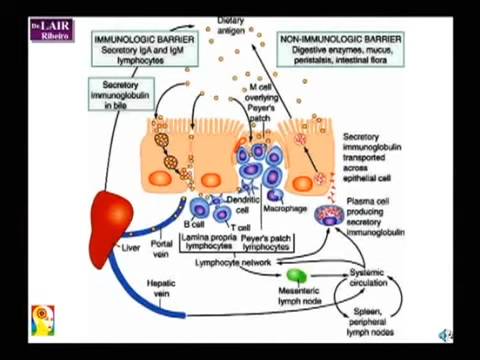 Dr. LAIR
Ribeiro
Dietary
antigen
IMMUNOLOGIC BARRIER
Secretory IgA and IgM
lymphocytes
NON-IMMUNOLOGIC BARRIER
Digestive enzymes, mucus,
peristalsis, intestinal flora
Secretory
immunoglobulin
in bile
M cell
overlying
Peyer's
patch
Secretory
immunoglobulin
transported
across
epithelial cell
Dendritic
cell
Macrophage
Plasma cell
producing
secretory
immunoglobulin
B cell
T cell
Lamina propria
lymphocytes
Peyer's patch
lymphocytes
Liver
Portal
vein
Lymphocyte network
Hepatic
vein
Mesenteric
lymph node
Systemic
circulation
Spleen,
peripheral
lymph nodes